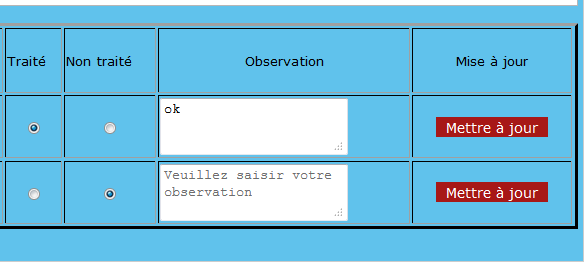 Traité Non traité Observation Mise à jour
ok
Mettre à jour
Veuillez saisir votre
observation
Mettre à jour